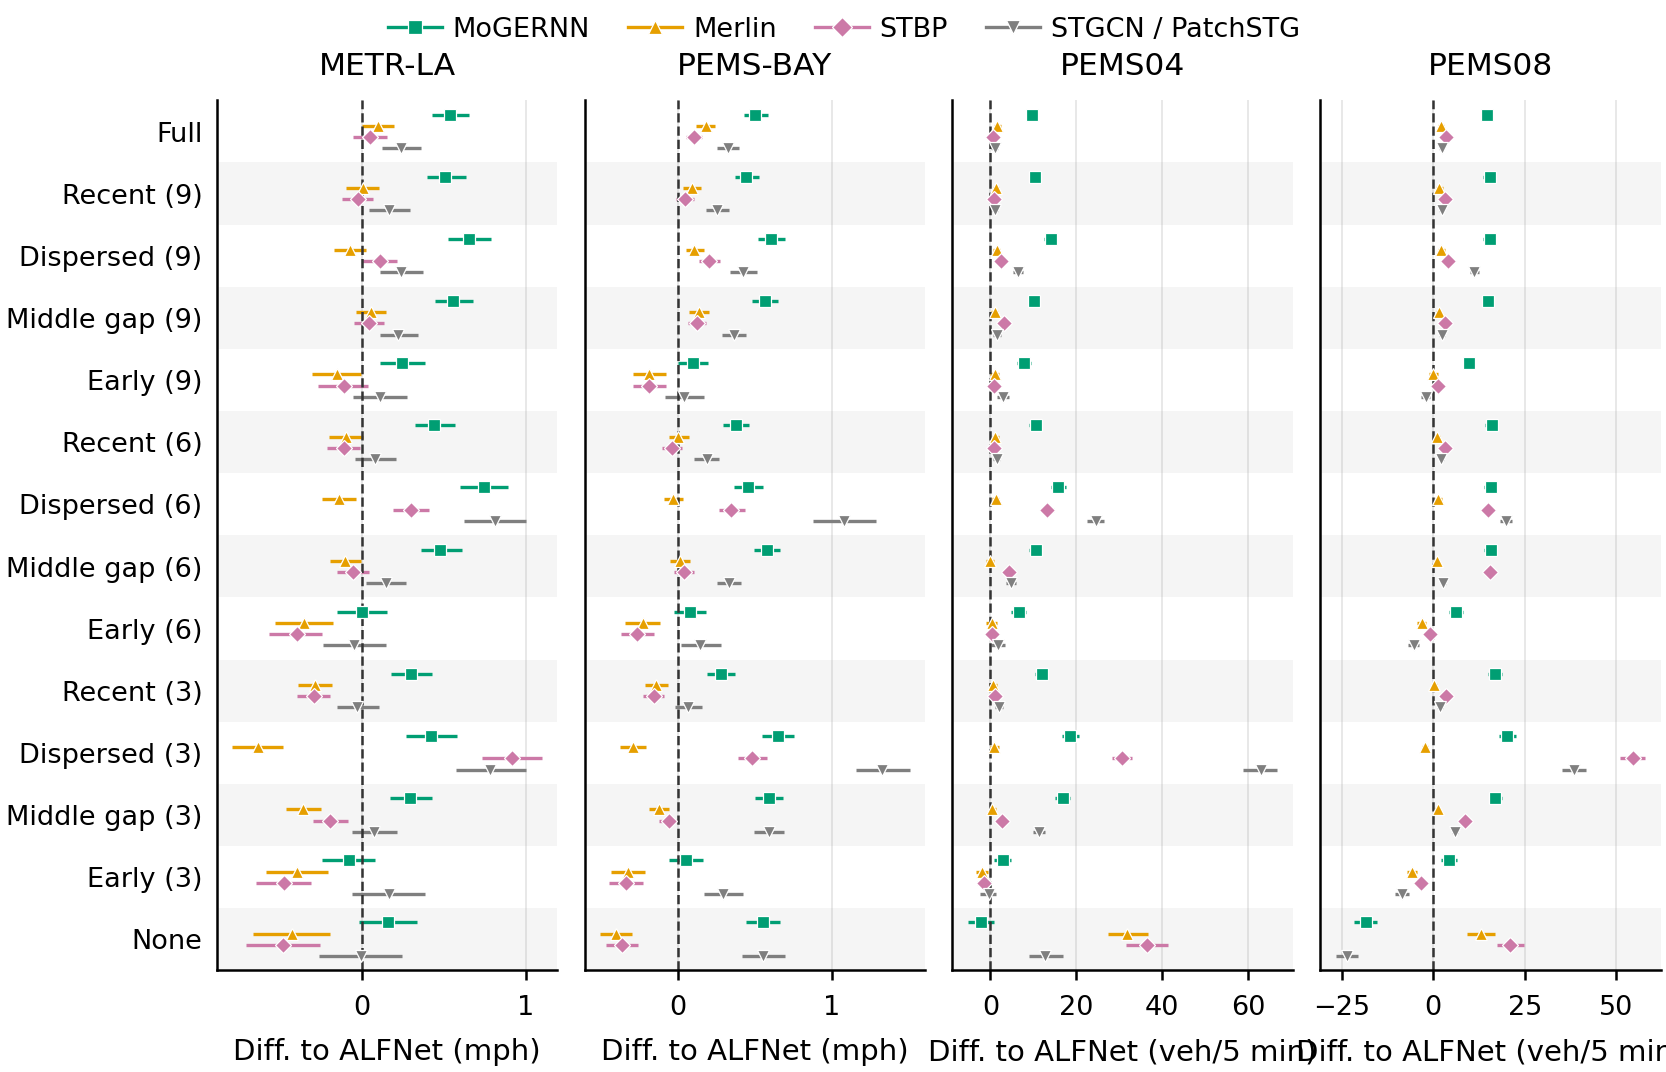 MoGERNN Merlin STBP STGCN / PatchSTG
METR-LA PEMS-BAY PEMS04 PEMS08
Full
Recent (9)
Dispersed (9)
Middle gap (9)
Early (9)
Recent (6)
Dispersed (6)
Middle gap (6)
Early (6)
Recent (3)
Dispersed (3)
Middle gap (3)
Early (3)
None
0 1 0 1 0 20 40 60 −25 0 25 50
Diff. to ALFNet (mph) Diff. to ALFNet (mph) Diff. to ALFNet (veh/5 min) Diff. to ALFNet (veh/5 min